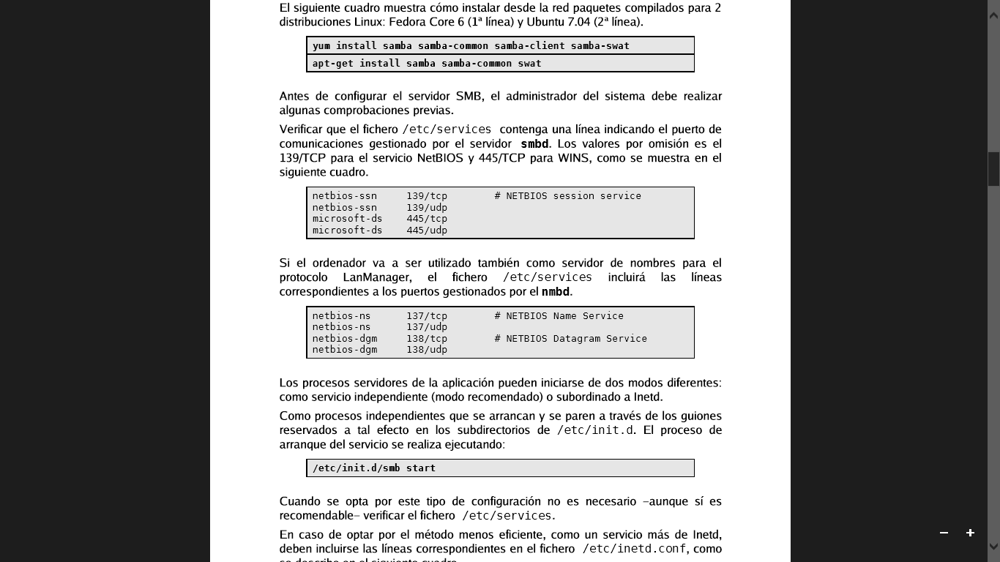 El siguiente cuadro muestra cómo instalar desde la red paquetes compilados para 2
distribuciones Linux: Fedora Core 6 (1ª línea) y Ubuntu 7.04 (2ª línea).
yum install samba samba-common samba-client samba-swat
apt-get install samba samba-common swat
Antes de configurar el servidor SMB, el administrador del sistema debe realizar
algunas comprobaciones previas.
Verificar que el fichero /etc/services contenga una línea indicando el puerto de
comunicaciones gestionado por el servidor smbd. Los valores por omisión es el
139/TCP para el servicio NetBIOS y 445/TCP para WINS, como se muestra en el
siguiente cuadro.
netbios-ssn 139/tcp # NETBIOS session service
netbios-ssn 139/udp
microsoft-ds 445/tcp
microsoft-ds 445/udp
Si el ordenador va a ser utilizado también como servidor de nombres para el
protocolo LanManager, el fichero /etc/services incluirá las líneas
correspondientes a los puertos gestionados por el nmbd.
netbios-ns 137/tcp # NETBIOS Name Service
netbios-ns 137/udp
netbios-dgm 138/tcp # NETBIOS Datagram Service
netbios-dgm 138/udp
Los procesos servidores de la aplicación pueden iniciarse de dos modos diferentes:
como servicio independiente (modo recomendado) o subordinado a Inetd.
Como procesos independientes que se arrancan y se paren a través de los guiones
reservados a tal efecto en los subdirectorios de /etc/init.d. El proceso de
arranque del servicio se realiza ejecutando:
/etc/init.d/smb start
Cuando se opta por este tipo de configuración no es necesario –aunque sí es
recomendable– verificar el fichero /etc/services.
En caso de optar por el método menos eficiente, como un servicio más de Inetd,
deben incluirse las líneas correspondientes en el fichero /etc/inetd.conf, como
se describe en el siguiente cuadro